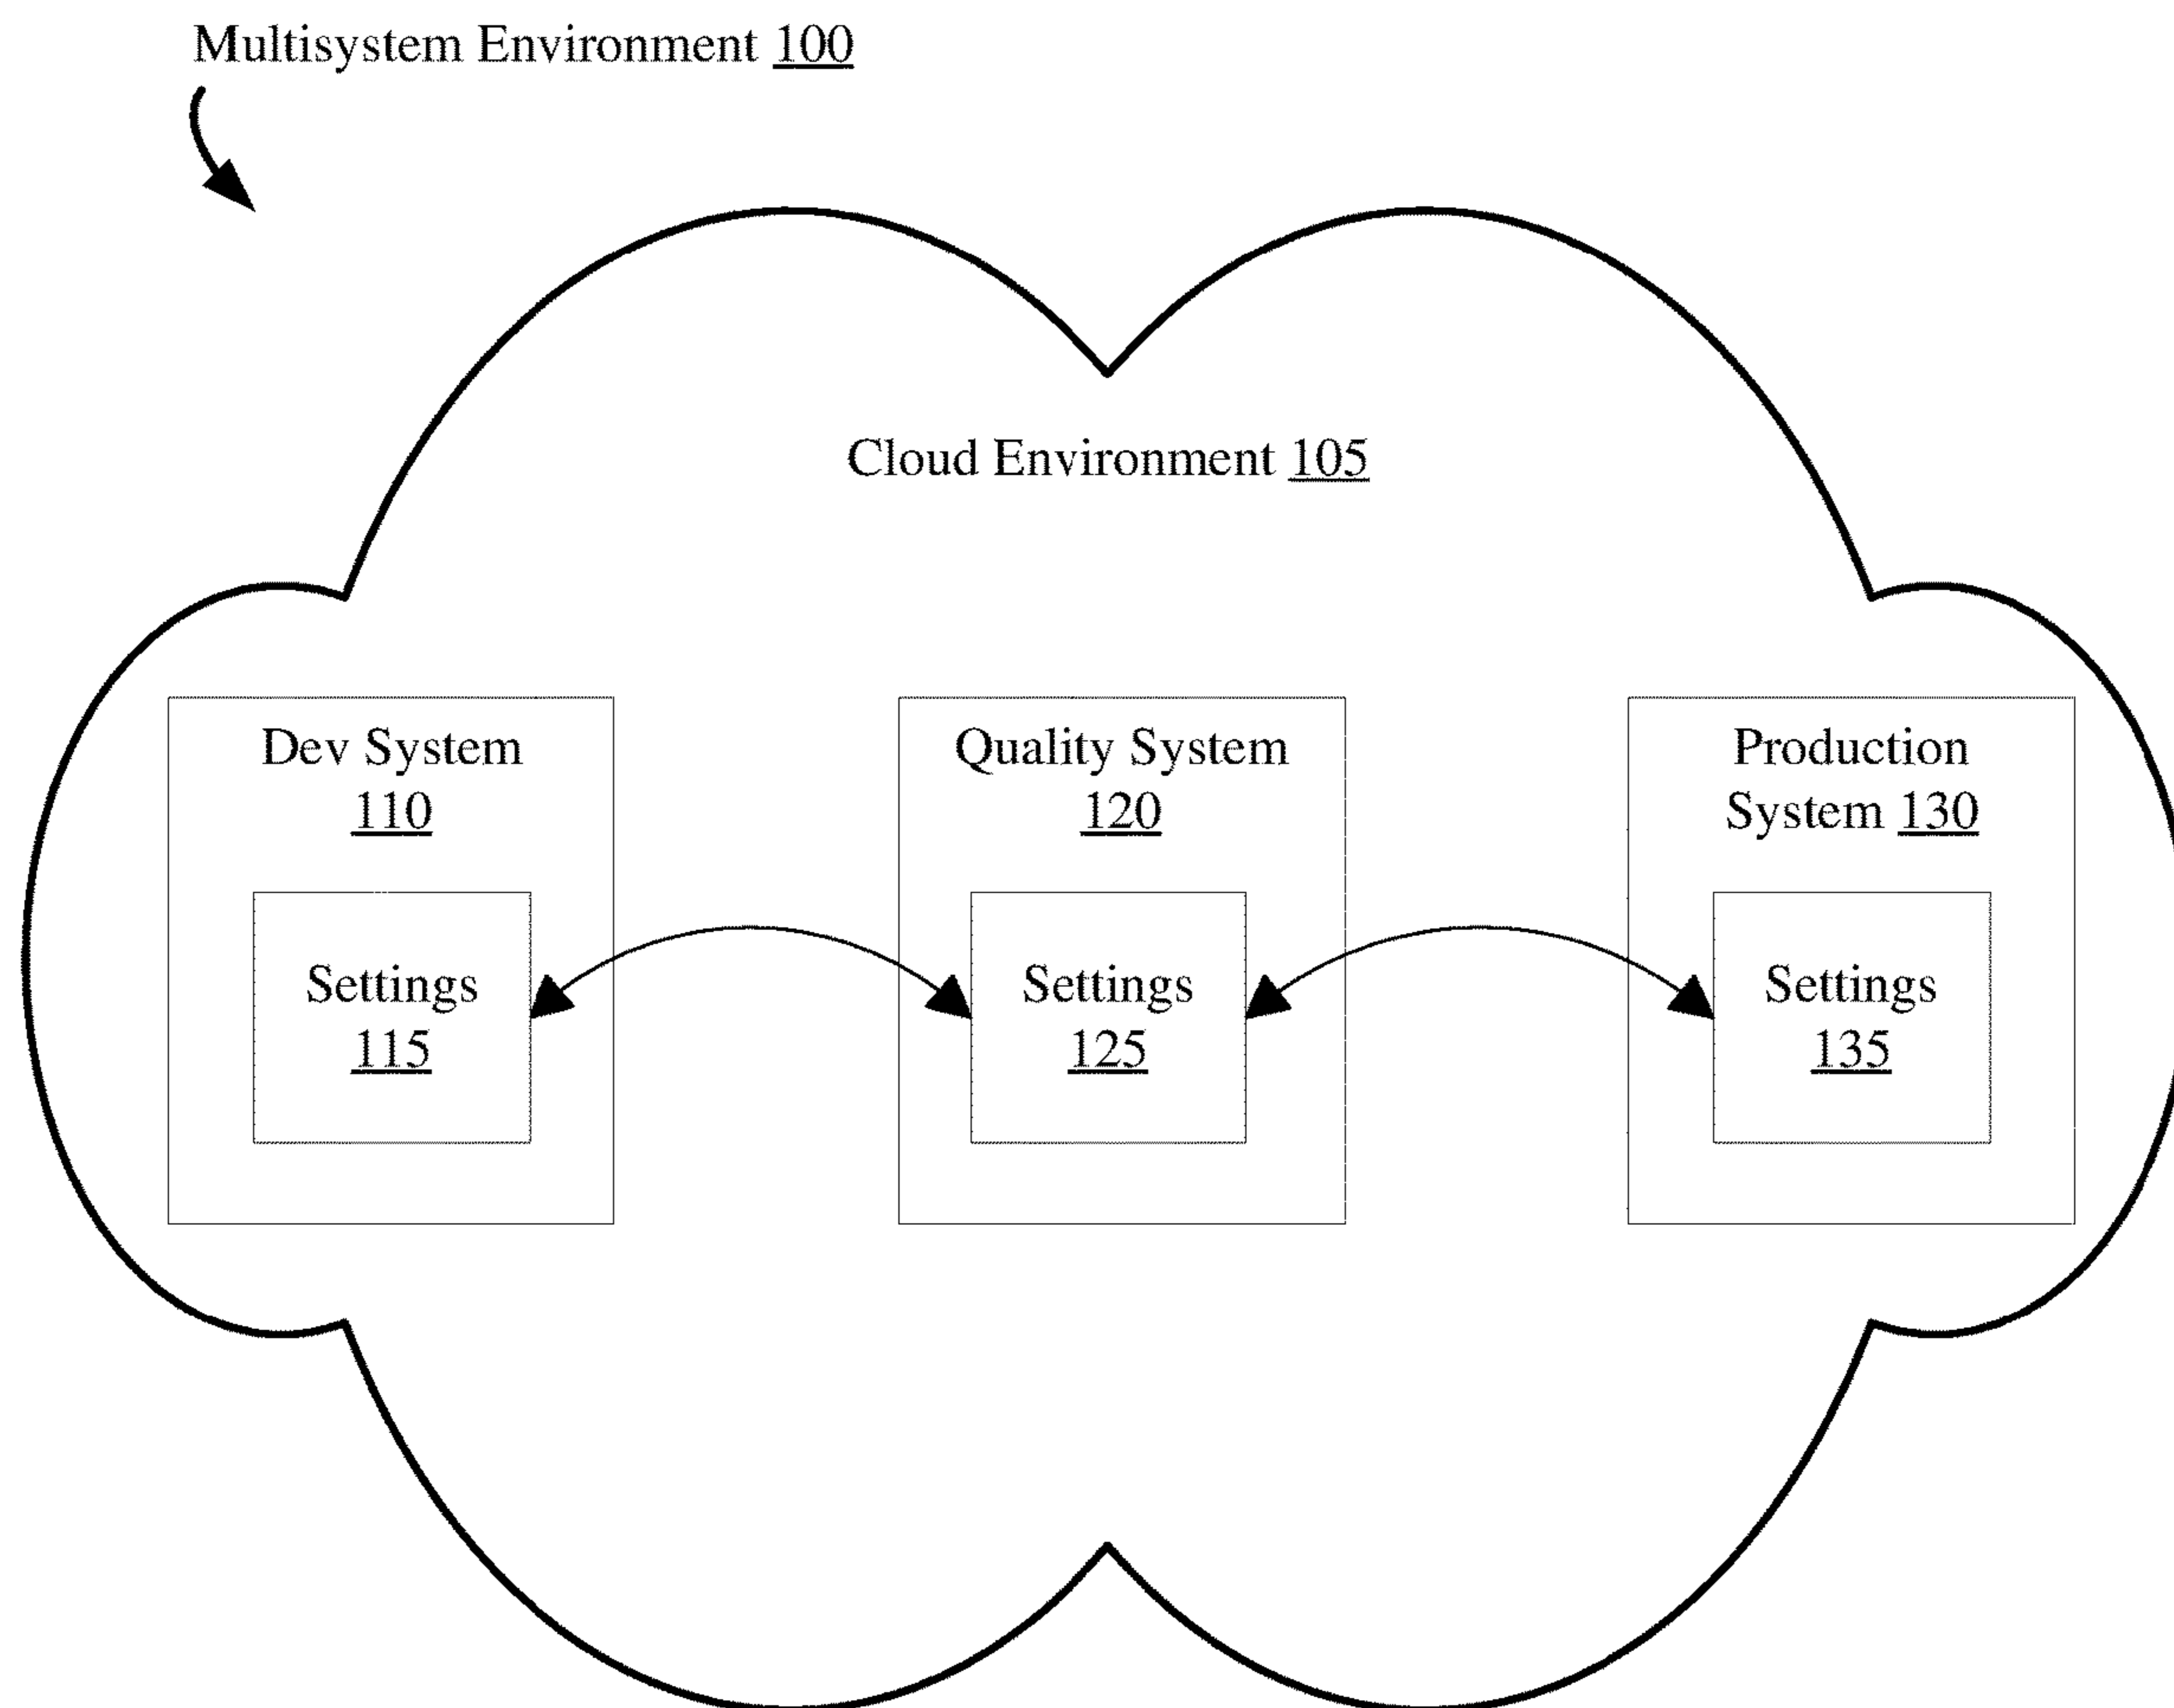 Multisystem Environment 100
Cloud Environment 105
Dev System
110
Quality System
120
Production
System 130
Settings
115
Settings
125
Settings
135